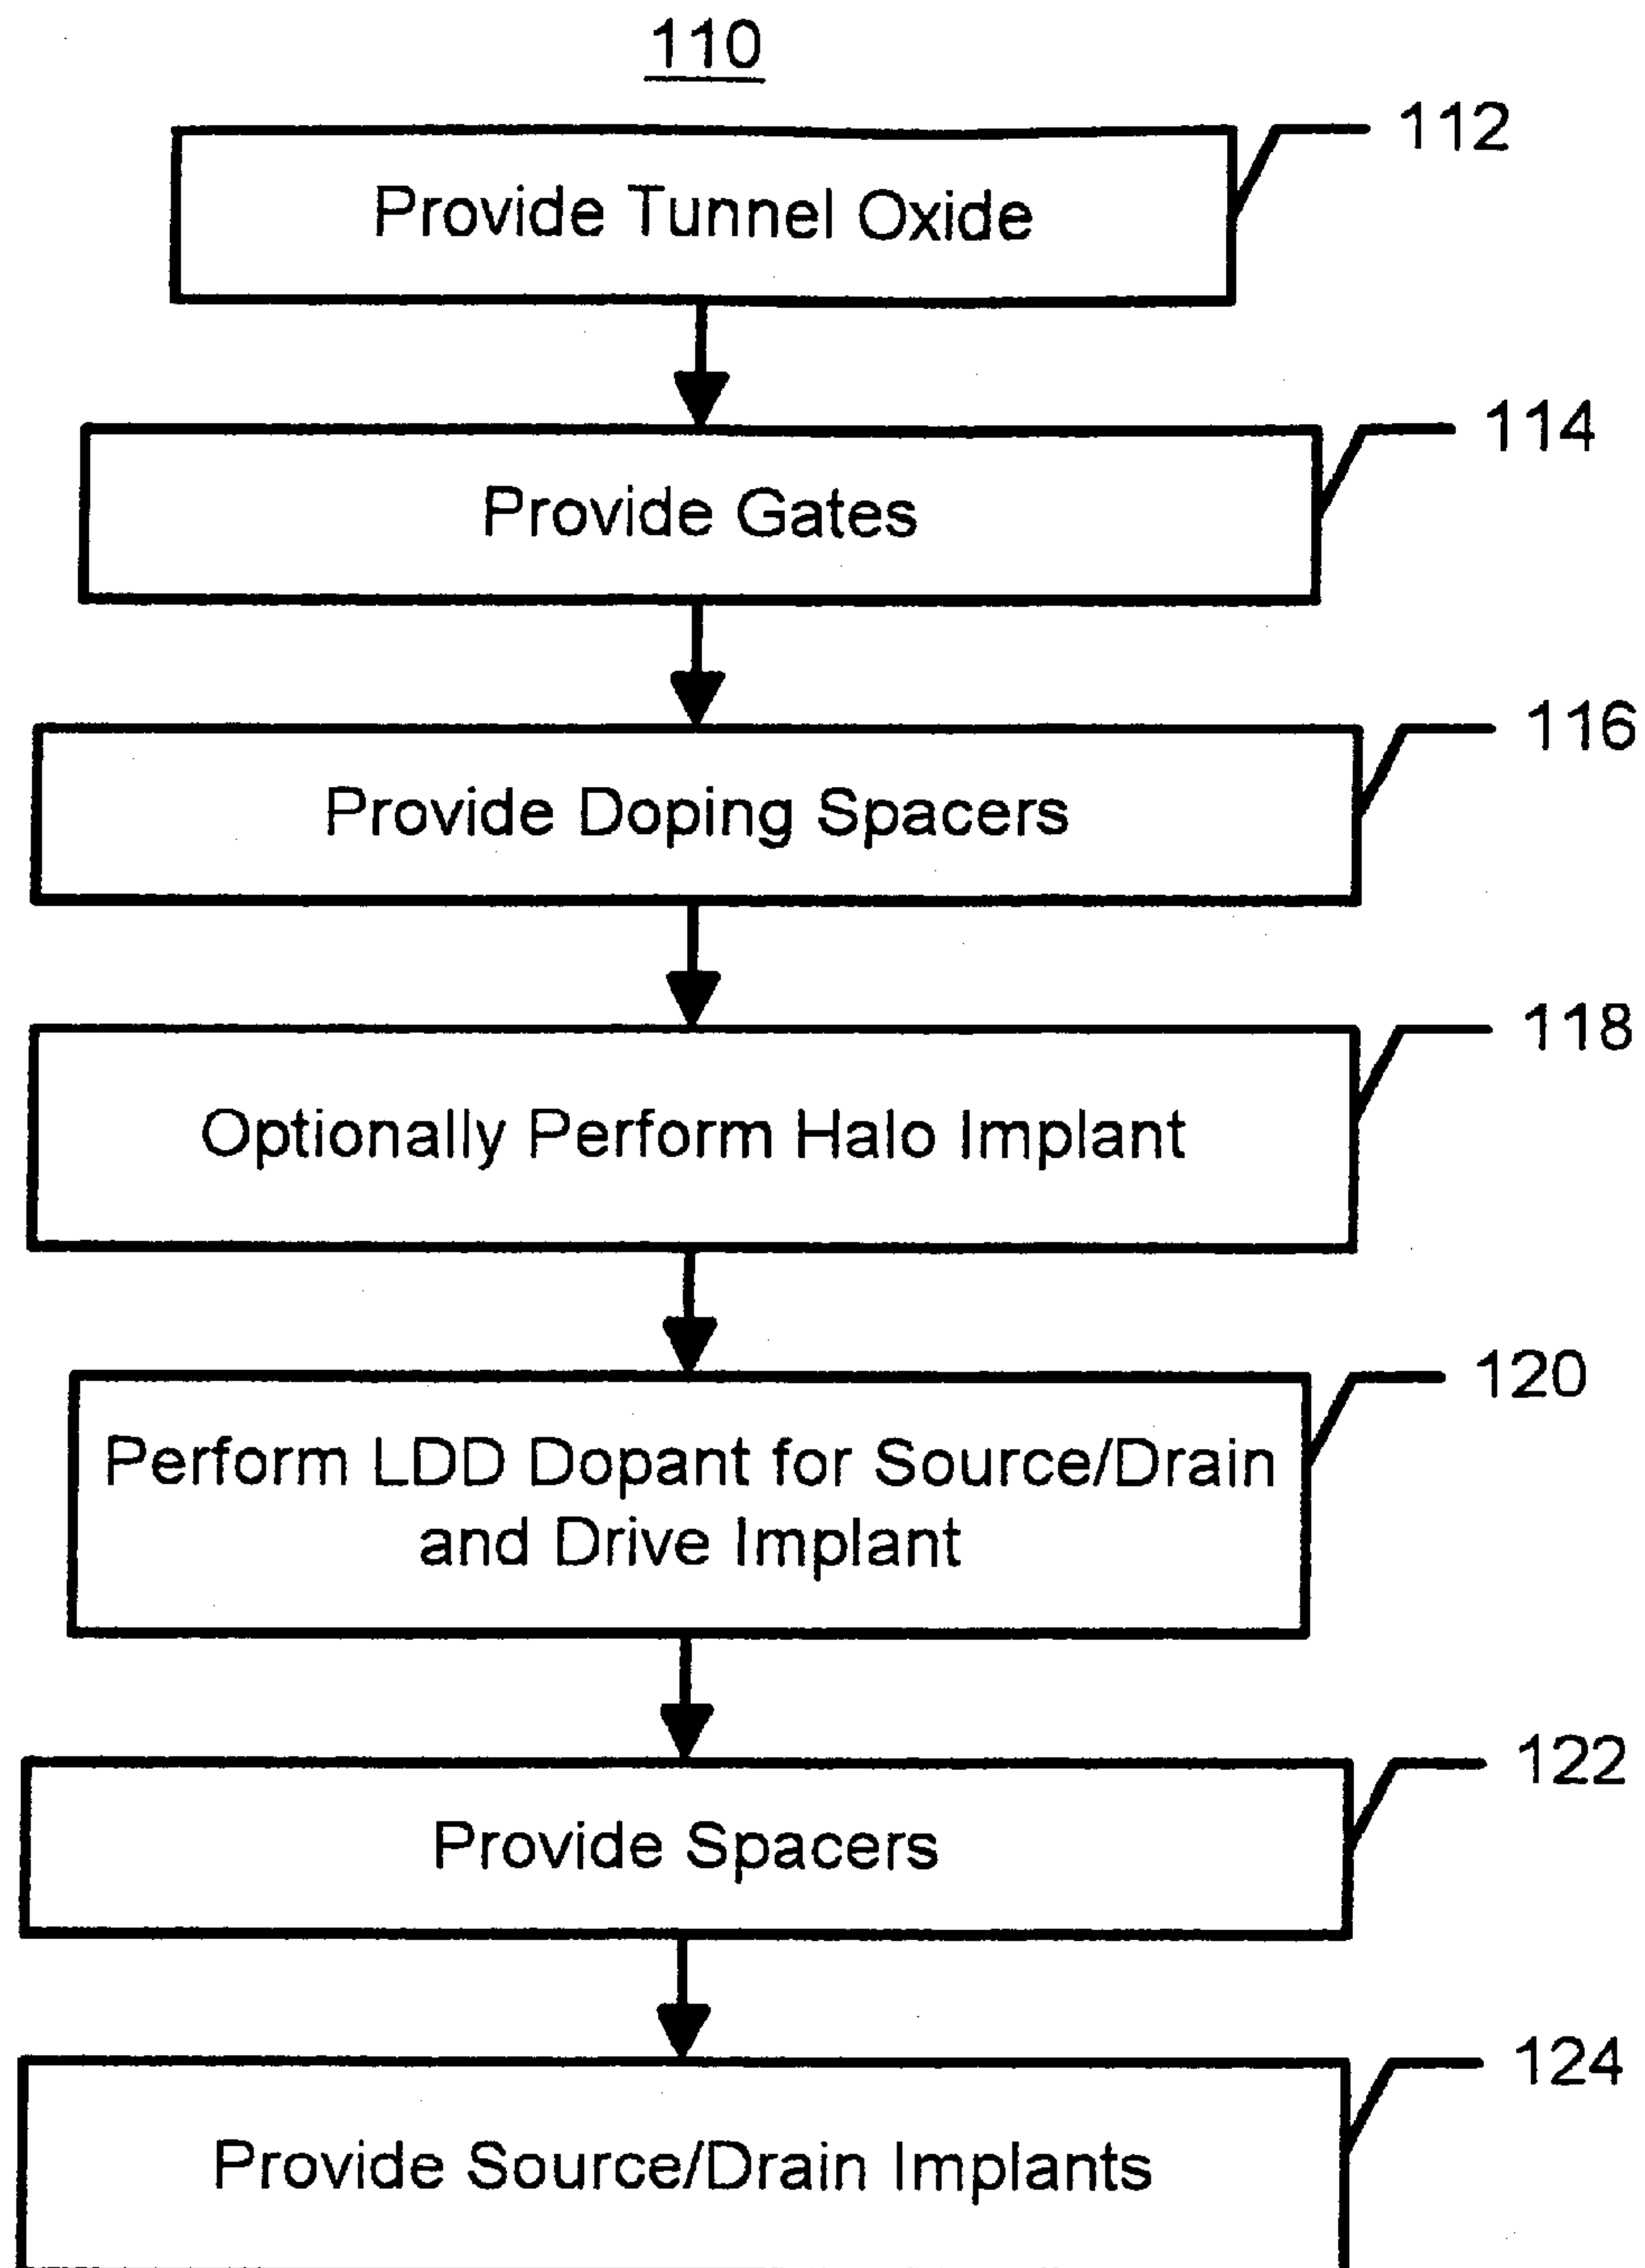 110
112
Provide Tunnel Oxide
114
Provide Gates
116
Provide Doping Spacers
118
Optionally Perform Halo Implant
120
Perform LDD Dopant for Source/Drain
and Drive Implant
122
Provide Spacers
124
Provide Source/Drain Implants